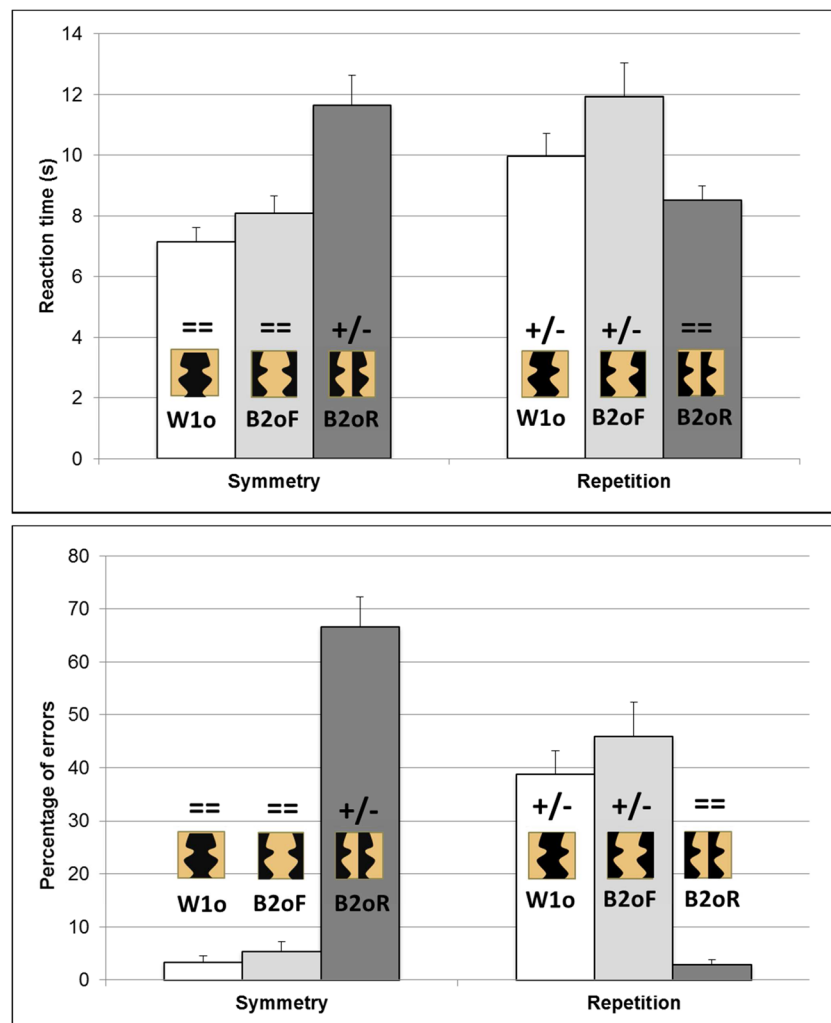 14
12
10
8
6
4
2
0
Reaction time (s)
== == +/- +/- +/- ==
W1o B2oF B2oR W1o B2oF B2oR
Symmetry Repetition
80
70
60
50
40
30
20
10
0
Percentage of errors
== == +/- +/- +/- ==
W1o B2oF B2oR W1o B2oF B2oR
Symmetry Repetition